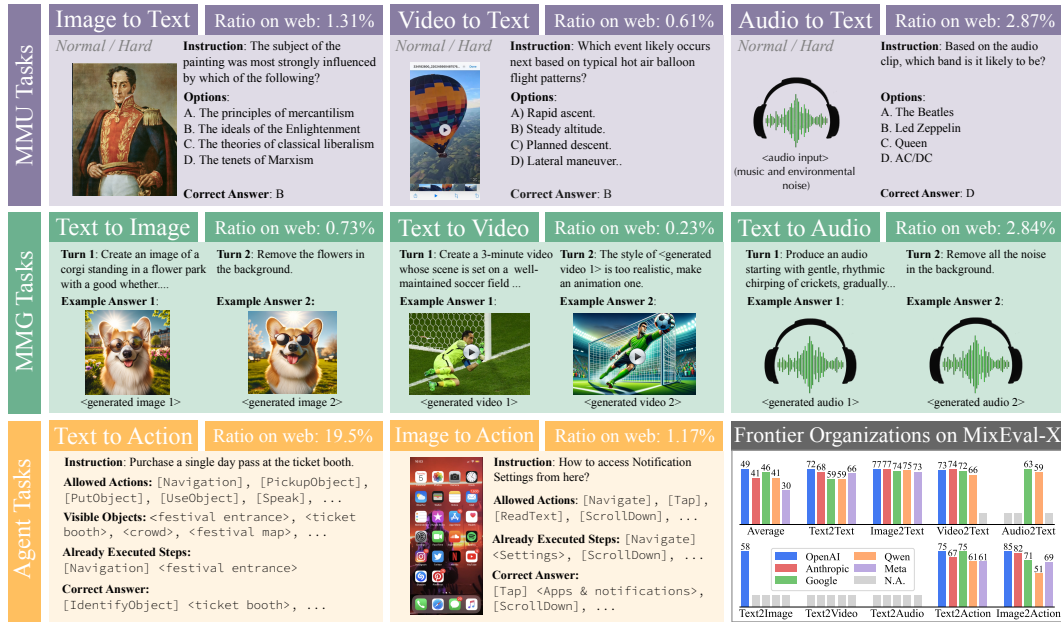 MMU Tasks
Image to Text
Ratio on web: 1.31%
Normal / Hard
Instruction: The subject of the
painting was most strongly influenced
by which of the following?
Options:
A. The principles of mercantilism
B. The ideals of the Enlightenment
C. The theories of classical liberalism
D. The tenets of Marxism
Correct Answer: B
Video to Text
Ratio on web: 0.61%
Normal / Hard
Instruction: Which event likely occurs
next based on typical hot air balloon
flight patterns?
Options:
A) Rapid ascent.
B) Steady altitude.
C) Planned descent.
D) Lateral maneuver..
Correct Answer: B
Audio to Text
Ratio on web: 2.87%
Normal / Hard
<audio input>
(music and environmental
noise)
Instruction: Based on the audio
clip, which band is it likely to be?
Options:
A. The Beatles
B. Led Zeppelin
C. Queen
D. AC/DC
Correct Answer: D
MMG Tasks
Text to Image
Ratio on web: 0.73%
Turn 1: Create an image of a
corgi standing in a flower park
with a good whether....
Example Answer 1:
<generated image 1>
Turn 2: Remove the flowers in
the background.
Example Answer 2:
<generated image 2>
Text to Video
Ratio on web: 0.23%
Turn 1: Create a 3-minute video
whose scene is set on a well-
maintained soccer field ...
Example Answer 1:
<generated video 1>
Turn 2: The style of <generated
video 1> is too realistic, make
an animation one.
Example Answer 2:
<generated video 2>
Text to Audio
Ratio on web: 2.84%
Turn 1: Produce an audio
starting with gentle, rhythmic
chirping of crickets, gradually...
Example Answer 1:
<generated audio 1>
Turn 2: Remove all the noise
in the background.
Example Answer 2:
<generated audio 2>
Agent Tasks
Text to Action
Ratio on web: 19.5%
Instruction: Purchase a single day pass at the ticket booth.
Allowed Actions: [Navigation], [PickupObject],
[PutObject], [UseObject], [Speak], ...
Visible Objects: <festival entrance>, <ticket
booth>, <crowd>, <festival map>, ...
Already Executed Steps:
[Navigation] <festival entrance>
Correct Answer:
[IdentifyObject] <ticket booth>, ...
Image to Action
Ratio on web: 1.17%
Instruction: How to access Notification
Settings from here?
Allowed Actions: [Navigate], [Tap],
[ReadText], [ScrollDown], ...
Already Executed Steps: [Navigate]
<Settings>, [ScrollDown], ...
Correct Answer:
[Tap] <Apps & notifications>,
[ScrollDown], ...
Frontier Organizations on MixEval-X
49 41 46 41 30
72 68 59 59 66
77 77 74 75 73
73 74 72 66
63 59
Average Text2Text Image2Text Video2Text Audio2Text
58
OpenAI
Anthropic
Google
Qwen
Meta
N.A.
75 67 75 61 61
85 82 71 51 69
Text2Image Text2Video Text2Audio Text2Action Image2Action